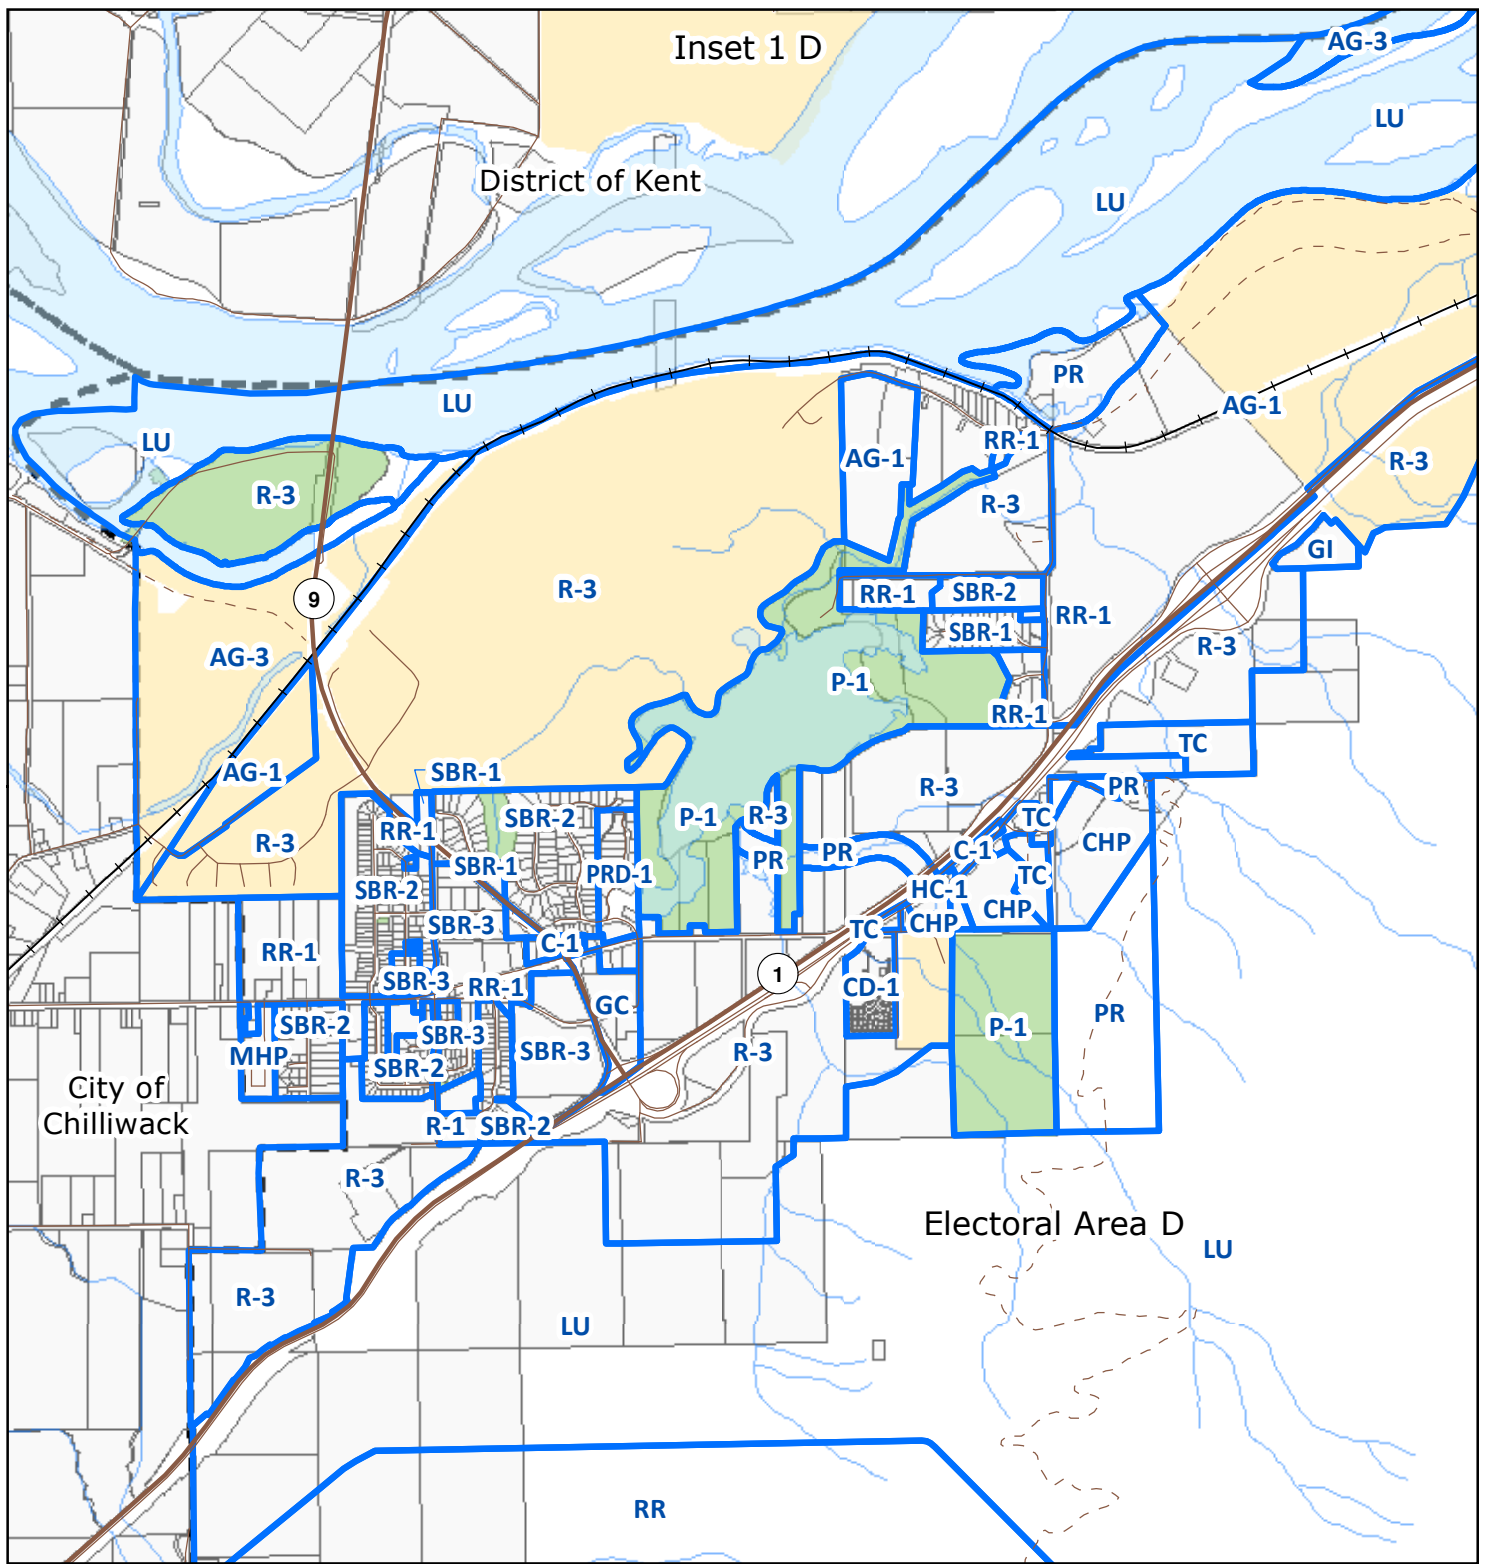 Inset 1 D
AG-3
LU
District of Kent
LU
PR
LU
AG-1
LU
RR-1
AG-1
R-3
R-3
R-3
GI
R-3
9
RR-1
SBR-2
RR-1
SBR-1
R-3
AG-3
P-1
RR-1
TC
AG-1
SBR-1
R-3
PR
SBR-2
P-1
R-3
TC
RR-1
R-3
C-1
CHP
PR
PR
SBR-1
PRD-1
TC
SBR-2
HC-1
CHP
SBR-3
CHP
TC
C-1
RR-1
1
SBR-3
RR-1
CD-1
GC
PR
SBR-2
P-1
SBR-3
SBR-3
R-3
MHP
SBR-2
City of
Chilliwack
R-1
SBR-2
R-3
Electoral Area D
LU
R-3
LU
RR